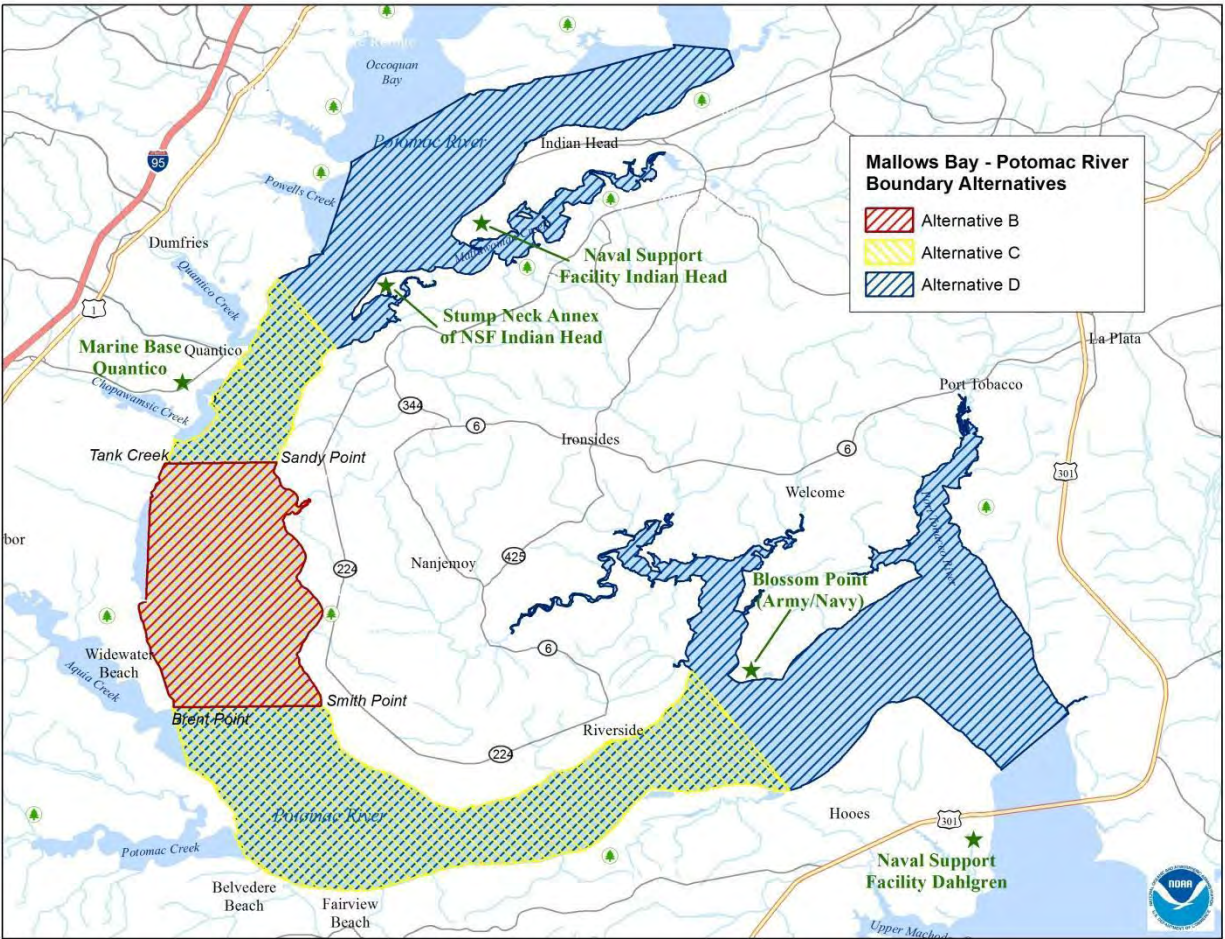 Occoquan
Bay
Potomac River
Indian Head
95
Powells Creek
Mallows Bay - Potomac River
Boundary Alternatives
Alternative B
Alternative C
Alternative D
Dumfries
Mattawoman Creek
Naval Support
Facility Indian Head
Quantico Creek
1
Stump Neck Annex
of NSF Indian Head
Marine Base
Quantico
Quantico
La Plata
Chopawamsic Creek
Port Tobacco
344
6
Ironsides
6
Tank Creek
Sandy Point
301
Welcome
Port Tobacco River
bor
425
Nanjemoy
224
Blossom Point
(Army/Navy)
Widewater
Beach
6
Aquia Creek
Smith Point
Brent Point
Riverside
224
Potomac River
Hooes
301
Potomac Creek
Naval Support
Facility Dahlgren
Belvedere
Beach
Fairview
Beach
NOAA
Upper Machod